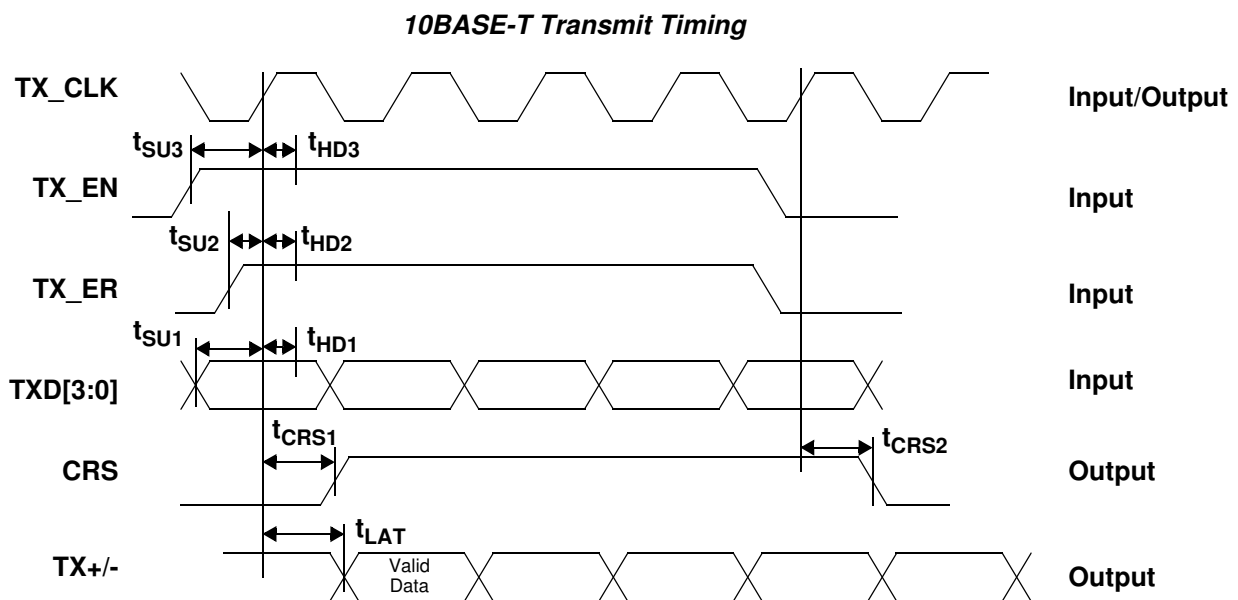 10BASE-T Transmit Timing
TX_CLK
Input/Output
tSU3
tHD3
TX_EN
Input
tSU2
tHD2
TX_ER
Input
tSU1
tHD1
TXD[3:0]
Input
tCRS1
tCRS2
CRS
Output
tLAT
TX+/-
Valid
Data
Output